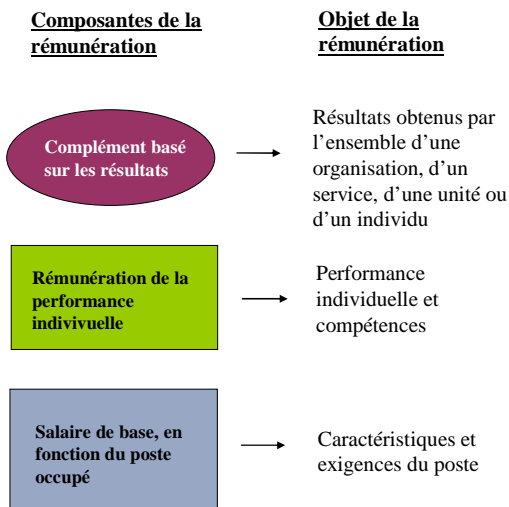 Composantes de la
rémunération
Objet de la
rémunération
Complément basé
sur les résultats
Résultats obtenus par
l'ensemble d'une
organisation, d'un
service, d'une unité ou
d'un individu
Rémunération de la
performance
indivivuelle
Performance
individuelle et
compétences
Salaire de base, en
fonction du poste
occupé
Caractéristiques et
exigences du poste